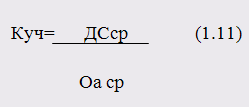 Куч= ДСср (1.11)
Оа ср